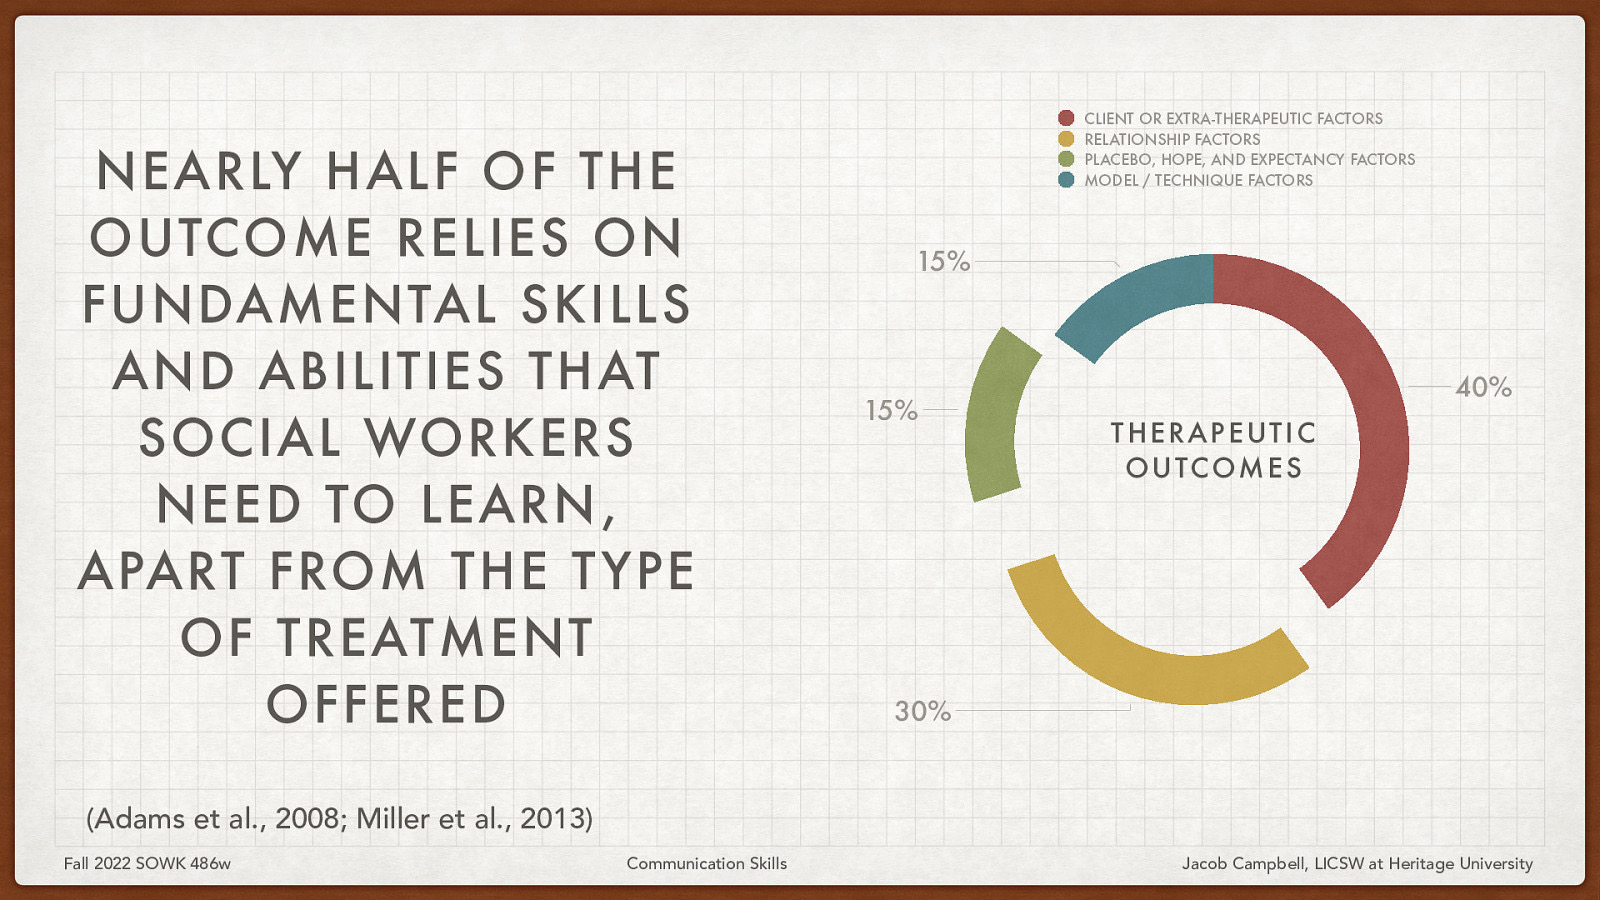 NEARLY HALF OF THE
OUTCOME RELIES ON
FUNDAMENTAL SKILLS
AND ABILITIES THAT
SOCIAL WORKERS
NEED TO LEARN,
APART FROM THE TYPE
OF TREATMENT
OFFERED
(Adams et al., 2008; Miller et al., 2013)
CLIENT OR EXTRA-THERAPEUTIC FACTORS
RELATIONSHIP FACTORS
PLACEBO, HOPE, AND EXPECTANCY FACTORS
MODEL / TECHNIQUE FACTORS
15%
40%
15%
THERAPEUTIC
OUTCOMES
30%
Fall 2022 SOWK 486w
Communication Skills
Jacob Campbell, LICSW at Heritage University